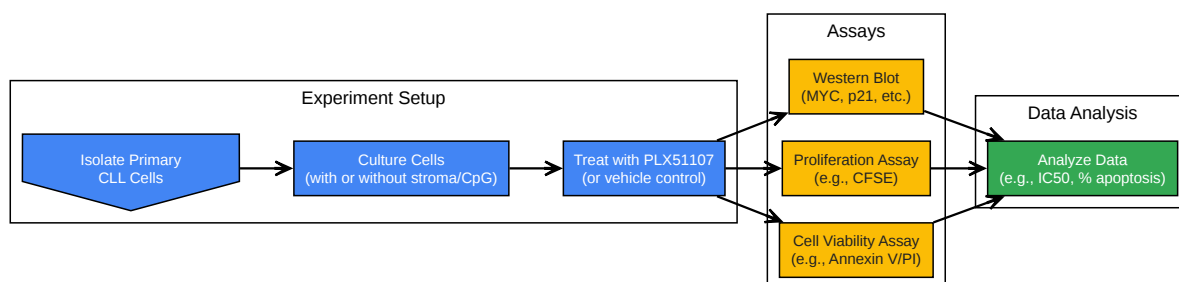 Experiment Setup
Isolate Primary
CLL Cells
Culture Cells
(with or without stroma/CpG)
Treat with PLX51107
(or vehicle control)
Assays
Western Blot
(MYC, p21, etc.)
Proliferation Assay
(e.g., CFSE)
Cell Viability Assay
(e.g., Annexin V/PI)
Data Analysis
Analyze Data
(e.g., IC50, % apoptosis)